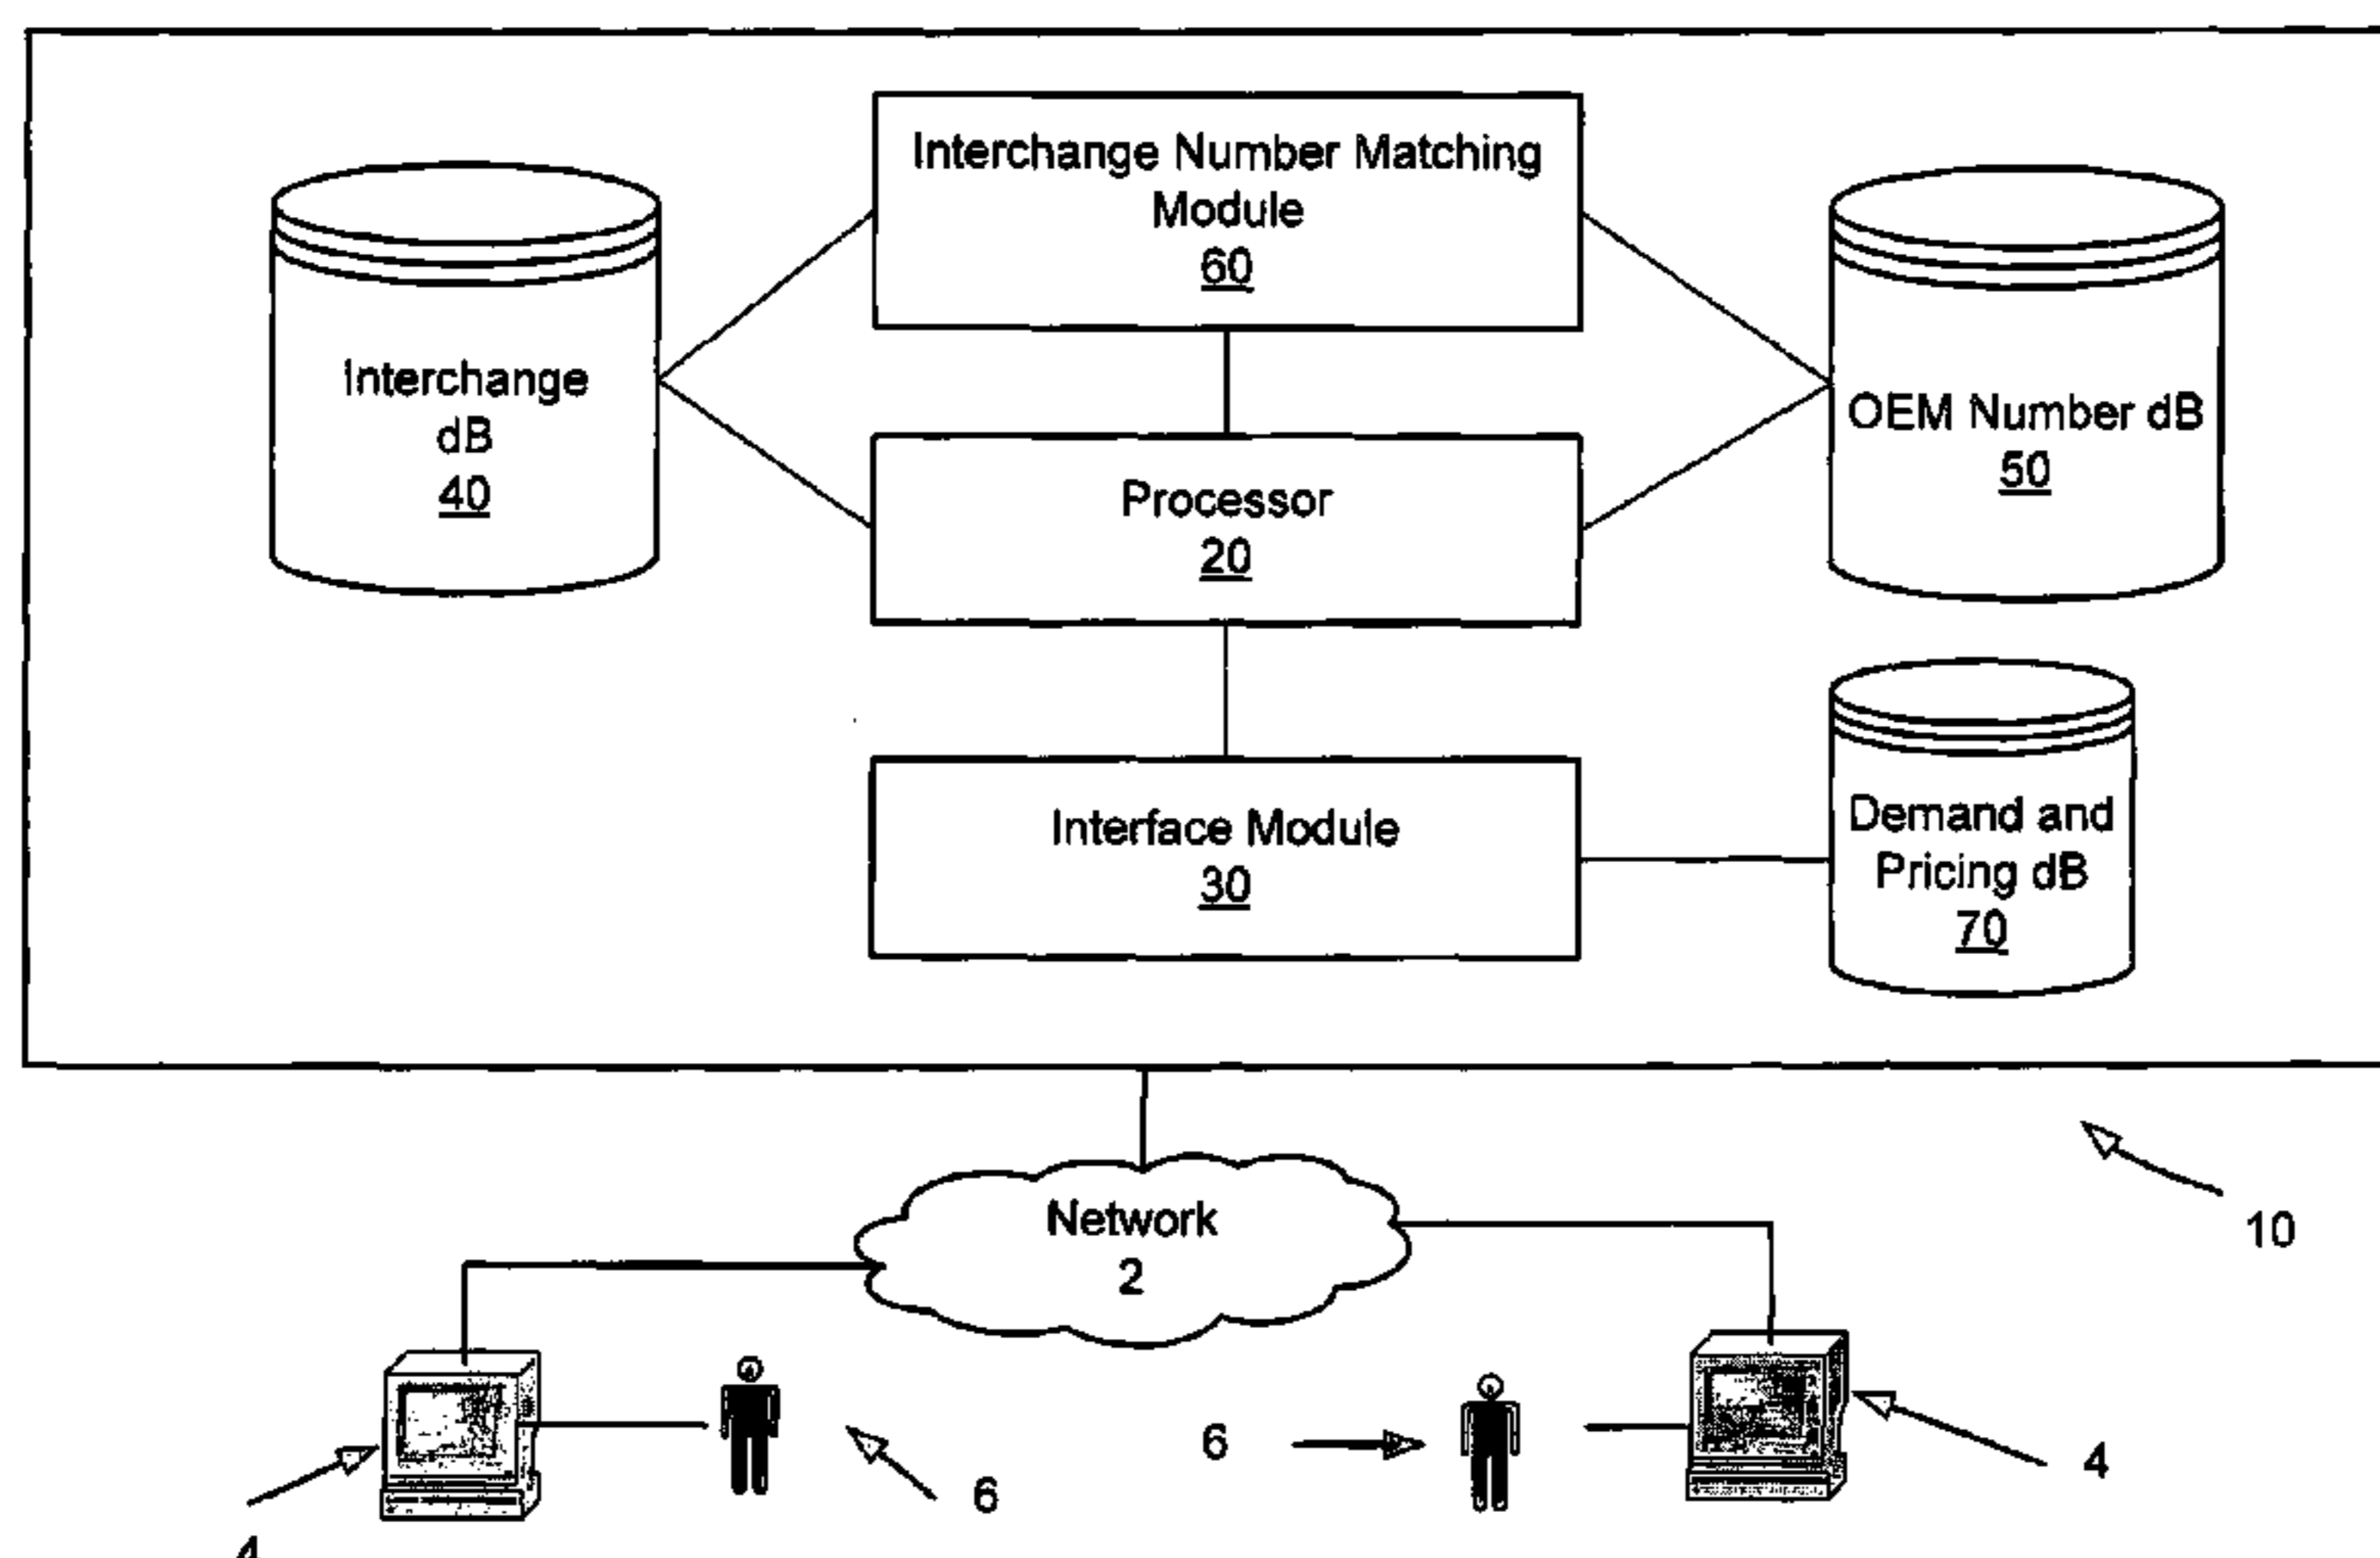 Interchange Number Matching
Module
60
Interchange
dB
40
OEM Number dB
50
Processor
20
Interface Module
30
Demand and
Pricing dB
70
Network
2
10
6
6
4
4